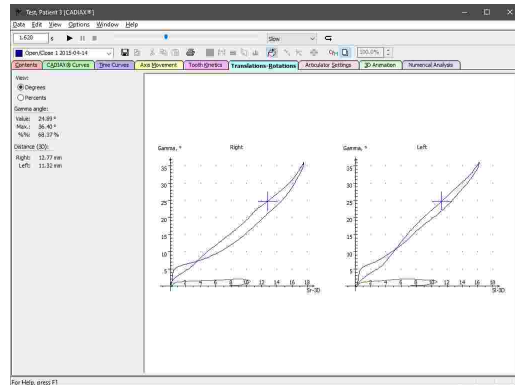 Test, Patient 3 [CADIAX®]
Data Edit View Options Window Help
1.620 s Slow
Open/Close 1 2015-04-14 100.0%
Contents CADIAX® Curves Time Curves Axe Movement Tooth Kinetics Translations-Rotations Articulator Settings 3D Animation Numerical Analysis
View:
Degrees
Percents
Gamma angle:
Value: 24.89 °
Max.: 36.40 °
%%: 68.37 %
Distance (3D):
Right: 12.77 mm
Left: 11.32 mm
Gamma, ° Right Gamma, ° Left
35 35
30 30
25 25
20 20
15 15
10 10
5 5
2 4 6 8 10 12 14 16 18 2 4 6 8 10 12 14 16 18
Sr-3D Sl-3D
For Help, press F1